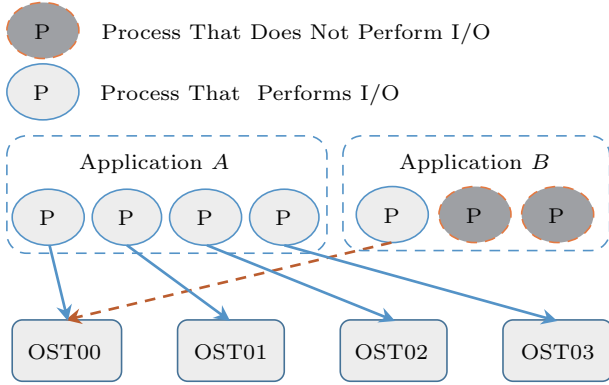 P Process That Does Not Perform I/O
P Process That Performs I/O
Application A Application B
P P P P P P P
OST00 OST01 OST02 OST03